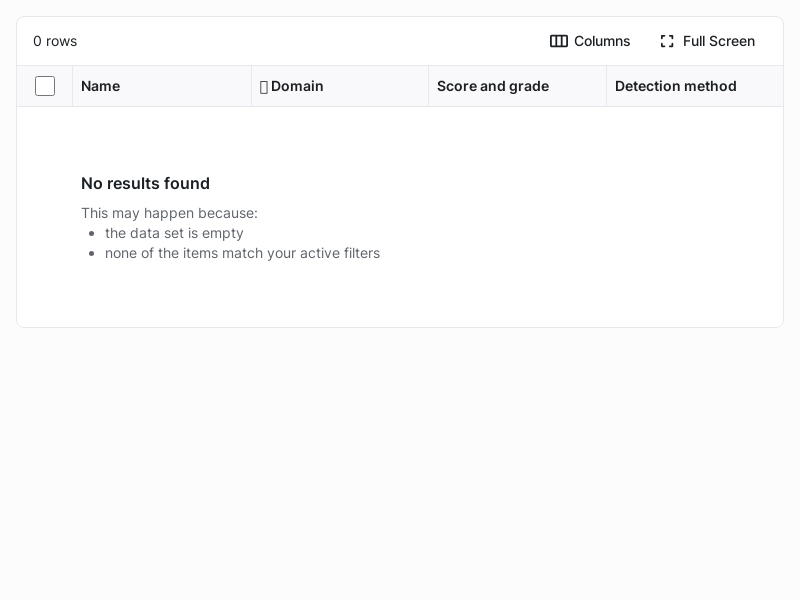 0 rows
Columns
Full Screen
Name
Domain
Score and grade
Detection method
No results found
This may happen because:
the data set is empty
none of the items match your active filters